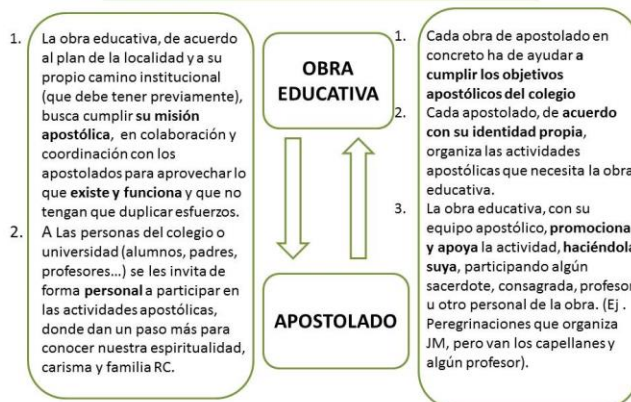 1. La obra educativa, de acuerdo
al plan de la localidad y a su
propio camino institucional
(que debe tener previamente),
busca cumplir su misión
apostólica, en colaboración y
coordinación con los
apostolados para aprovechar lo
que existe y funciona y que no
tengan que duplicar esfuerzos.
2. A Las personas del colegio o
universidad (alumnos, padres,
profesores...) se les invita de
forma personal a participar en
las actividades apostólicas,
donde dan un paso más para
conocer nuestra espiritualidad,
carisma y familia RC.
OBRA
EDUCATIVA
APOSTOLADO
1. Cada obra de apostolado en
concreto ha de ayudar a
cumplir los objetivos
apostólicos del colegio
2. Cada apostolado, de acuerdo
con su identidad propia,
organiza las actividades
apostólicas que necesita la obra
educativa.
3. La obra educativa, con su
equipo apostólico, promociona
y apoya la actividad, haciéndola
suya, participando algún
sacerdote, consagrada, profesor
u otro personal de la obra. (Ej .
Peregrinaciones que organiza
JM, pero van los capellanes y
algún profesor).